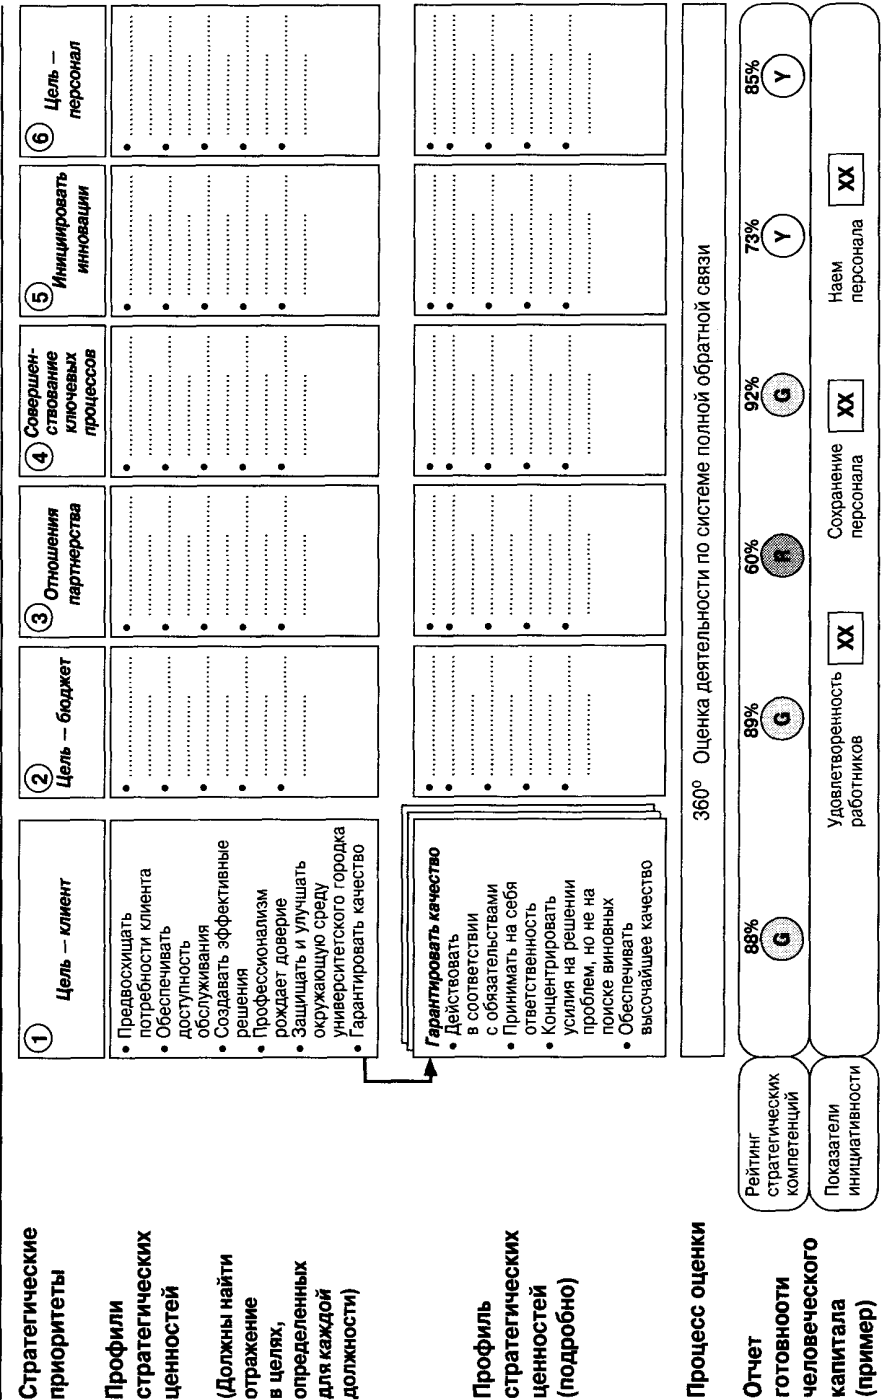 Стратегические
приоритеты
1
Цель — клиент
2
Цель — бюджет
3
Отношения
партнерства
4
Совершен-
ствование
ключевых
процессов
5
Инициировать
инновации
6
Цель —
персонал
Профили
стратегических
ценностей
(Должны найти
отражение
в целях,
определенных
для каждой
должности)
• Предвосхищать
потребности клиента
• Обеспечивать
доступность
обслуживания
• Создавать эффективные
решения
• Профессионализм
рождает доверие
• Защищать и улучшать
окружающую среду
университетского городка
• Гарантировать качество
Профиль
стратегических
ценностей
(подробно)
Гарантировать качество
• Действовать
в соответствии
с обязательствами
• Принимать на себя
ответственность
• Концентрировать
усилия на решении
проблем, но не на
поиске виновных
• Обеспечивать
высочайшее качество
Процесс оценки
360° Оценка деятельности по системе полной обратной связи
Отчет
готовноoти
человеческого
капитала
(пример)
Рейтинг
стратегических
компетенций
88%
G
89%
G
60%
R
92%
G
73%
Y
85%
Y
Показатели
инициативности
Удовлетворенность
работников
XX
Сохранение
персонала
XX
Наем
персонала
XX